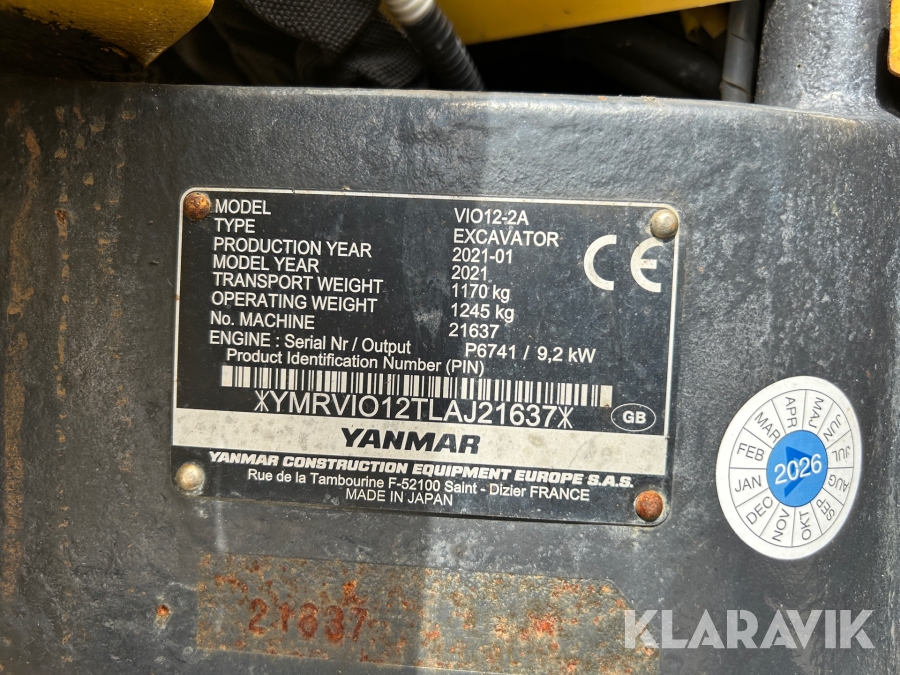 MODEL VIO12-2A
TYPE EXCAVATOR
PRODUCTION YEAR 2021-01
MODEL YEAR 2021
TRANSPORT WEIGHT 1170 kg
OPERATING WEIGHT 1245 kg
No. MACHINE 21637
ENGINE : Serial Nr / Output P6741 / 9,2 kW
Product Identification Number (PIN)
CE
*YMRVIO12TLAJ21637*
GB
YANMAR
YANMAR CONSTRUCTION EQUIPMENT EUROPE S.A.S.
Rue de la Tambourine F-52100 Saint - Dizier FRANCE
MADE IN JAPAN
JAN FEB MAR APR MAJ JUN JUL AUG SEP OKT NOV DEC
2026
21637
KLARAVIK